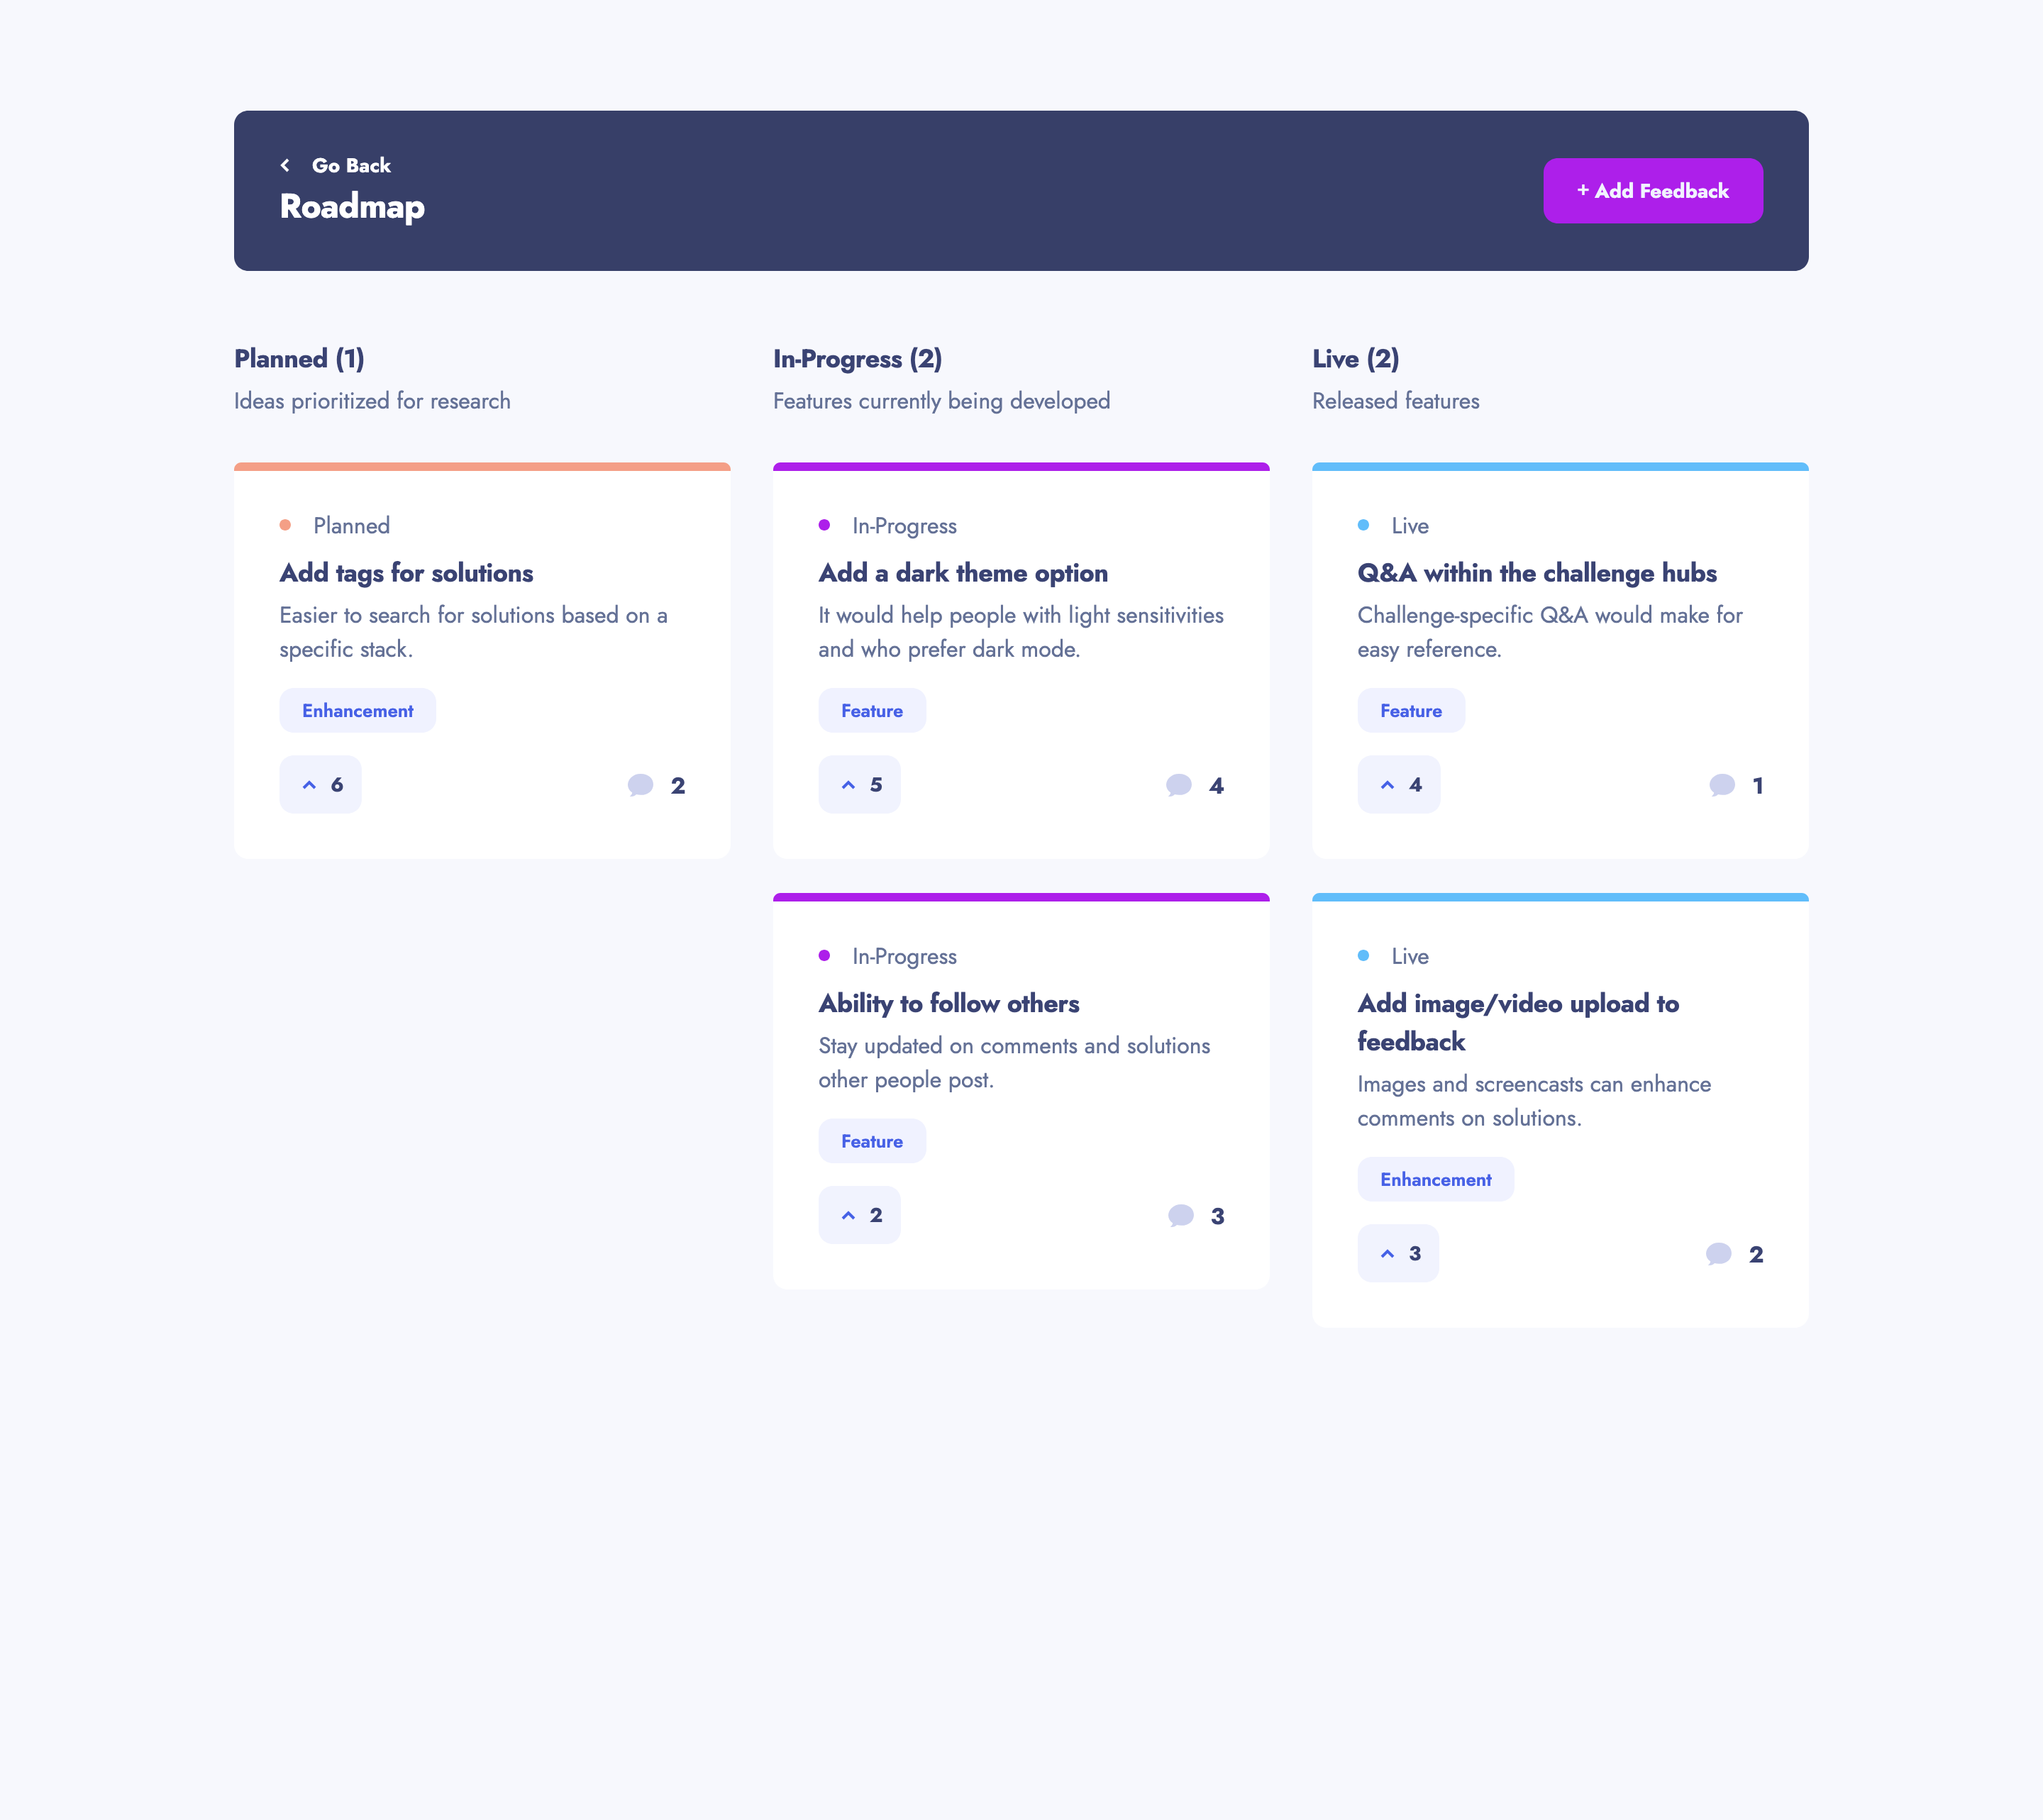 Go Back
Roadmap
+ Add Feedback
Planned (1)
Ideas prioritized for research
Planned
Add tags for solutions
Easier to search for solutions based on a
specific stack.
Enhancement
6
2
In-Progress (2)
Features currently being developed
In-Progress
Add a dark theme option
It would help people with light sensitivities
and who prefer dark mode.
Feature
5
4
In-Progress
Ability to follow others
Stay updated on comments and solutions
other people post.
Feature
2
3
Live (2)
Released features
Live
Q&A within the challenge hubs
Challenge-specific Q&A would make for
easy reference.
Feature
4
1
Live
Add image/video upload to
feedback
Images and screencasts can enhance
comments on solutions.
Enhancement
3
2